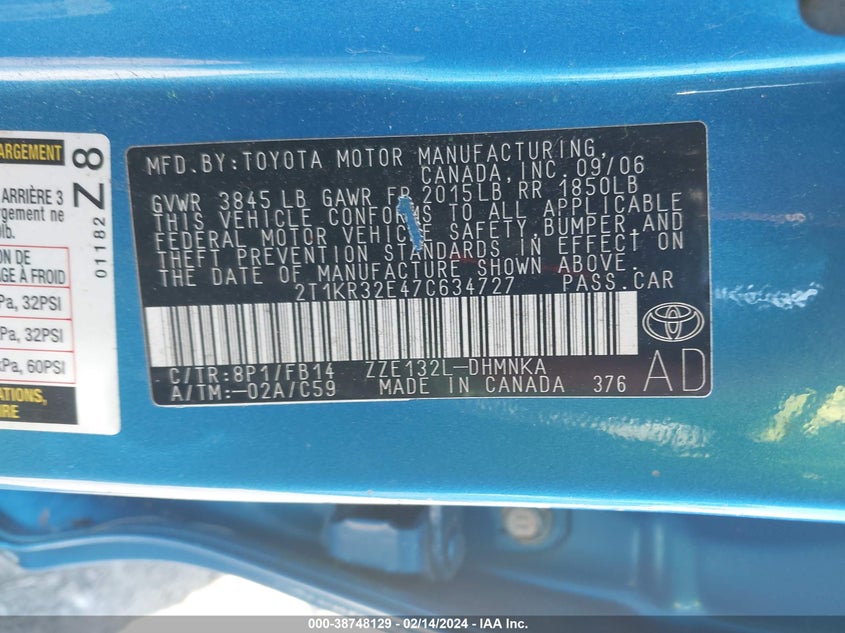 ARGEMENT
ARRIÈRE 3
gement ne
Z8
01182
ON DE
AGE À FROID
Pa, 32PSI
Pa, 32PSI
kPa, 60PSI
ATIONS,
IRE
MFD. BY: TOYOTA MOTOR MANUFACTURING,
CANADA, INC. 09/06
GVWR 3845 LB GAWR FR 2015LB RR 1850LB
THIS VEHICLE CONFORMS TO ALL APPLICABLE
FEDERAL MOTOR VEHICLE SAFETY, BUMPER, AND
THEFT PREVENTION STANDARDS IN EFFECT ON
THE DATE OF MANUFACTURE SHOWN ABOVE.
2T1KR32E47C634727 PASS. CAR
C/TR:8P1/FB14 ZZE132L-DHMNKA
A/TM:-02A/C59 MADE IN CANADA 376
AD
000-38748129 - 02/14/2024 - IAA Inc.